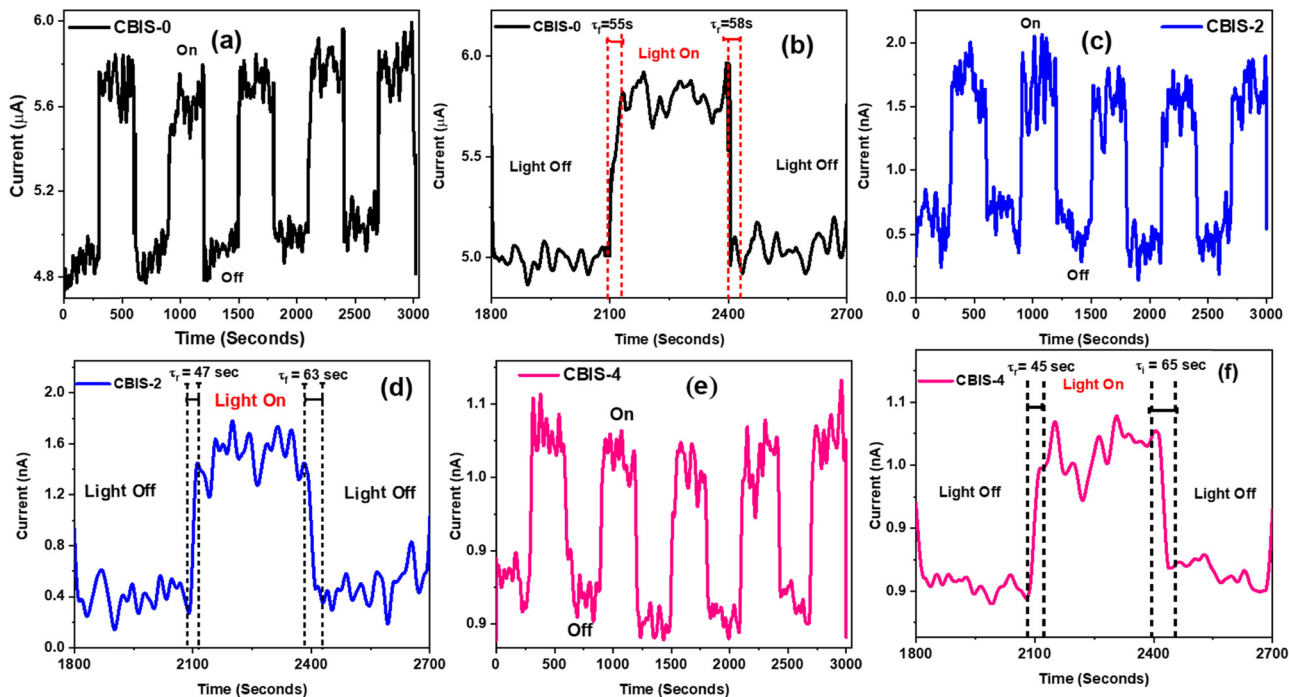 CBIS-0
(a)
On
Off
6.0
5.6
5.2
4.8
Current (μA)
0 500 1000 1500 2000 2500 3000
Time (Seconds)
CBIS-0
τf=55s
τr=58s
(b)
Light On
Light Off
Light Off
6.0
5.5
5.0
Current (μA)
1800 2100 2400 2700
Time (Seconds)
On
(c)
CBIS-2
Off
2.0
1.5
1.0
0.5
0.0
Current (nA)
0 500 1000 1500 2000 2500 3000
Time (Seconds)
τr = 47 sec
τf = 63 sec
CBIS-2
(d)
Light On
Light Off
Light Off
2.0
1.6
1.2
0.8
0.4
0.0
Current (nA)
1800 2100 2400 2700
Time (Seconds)
CBIS-4
(e)
On
Off
1.1
1.0
0.9
0.9
Current (nA)
0 500 1000 1500 2000 2500 3000
Time (Seconds)
τr = 45 sec
τi = 65 sec
CBIS-4
Light On
(f)
Light Off
Light Off
1.1
1.0
0.9
0.9
Current (nA)
1800 2100 2400 2700
Time (Seconds)